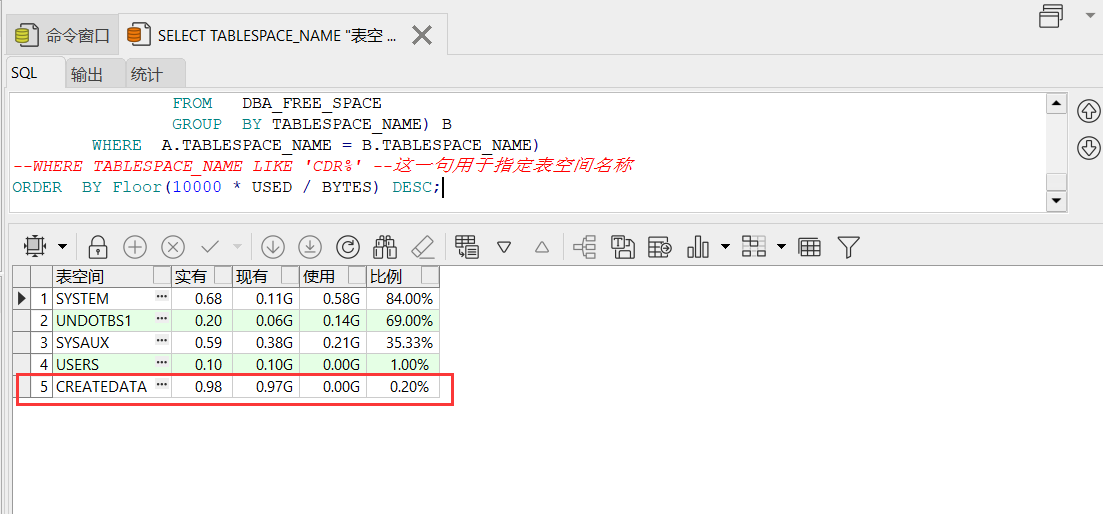 命令窗口 SELECT TABLESPACE_NAME "表空 ...
SQL 输出 统计
FROM DBA_FREE_SPACE
GROUP BY TABLESPACE_NAME) B
WHERE A.TABLESPACE_NAME = B.TABLESPACE_NAME)
--WHERE TABLESPACE_NAME LIKE 'CDR%' --这一句用于指定表空间名称
ORDER BY Floor(10000 * USED / BYTES) DESC;
表空间 实有 现有 使用 比例
1 SYSTEM ... 0.68 0.11G 0.58G 84.00%
2 UNDOTBS1 ... 0.20 0.06G 0.14G 69.00%
3 SYSAUX ... 0.59 0.38G 0.21G 35.33%
4 USERS ... 0.10 0.10G 0.00G 1.00%
5 CREATEDATA ... 0.98 0.97G 0.00G 0.20%